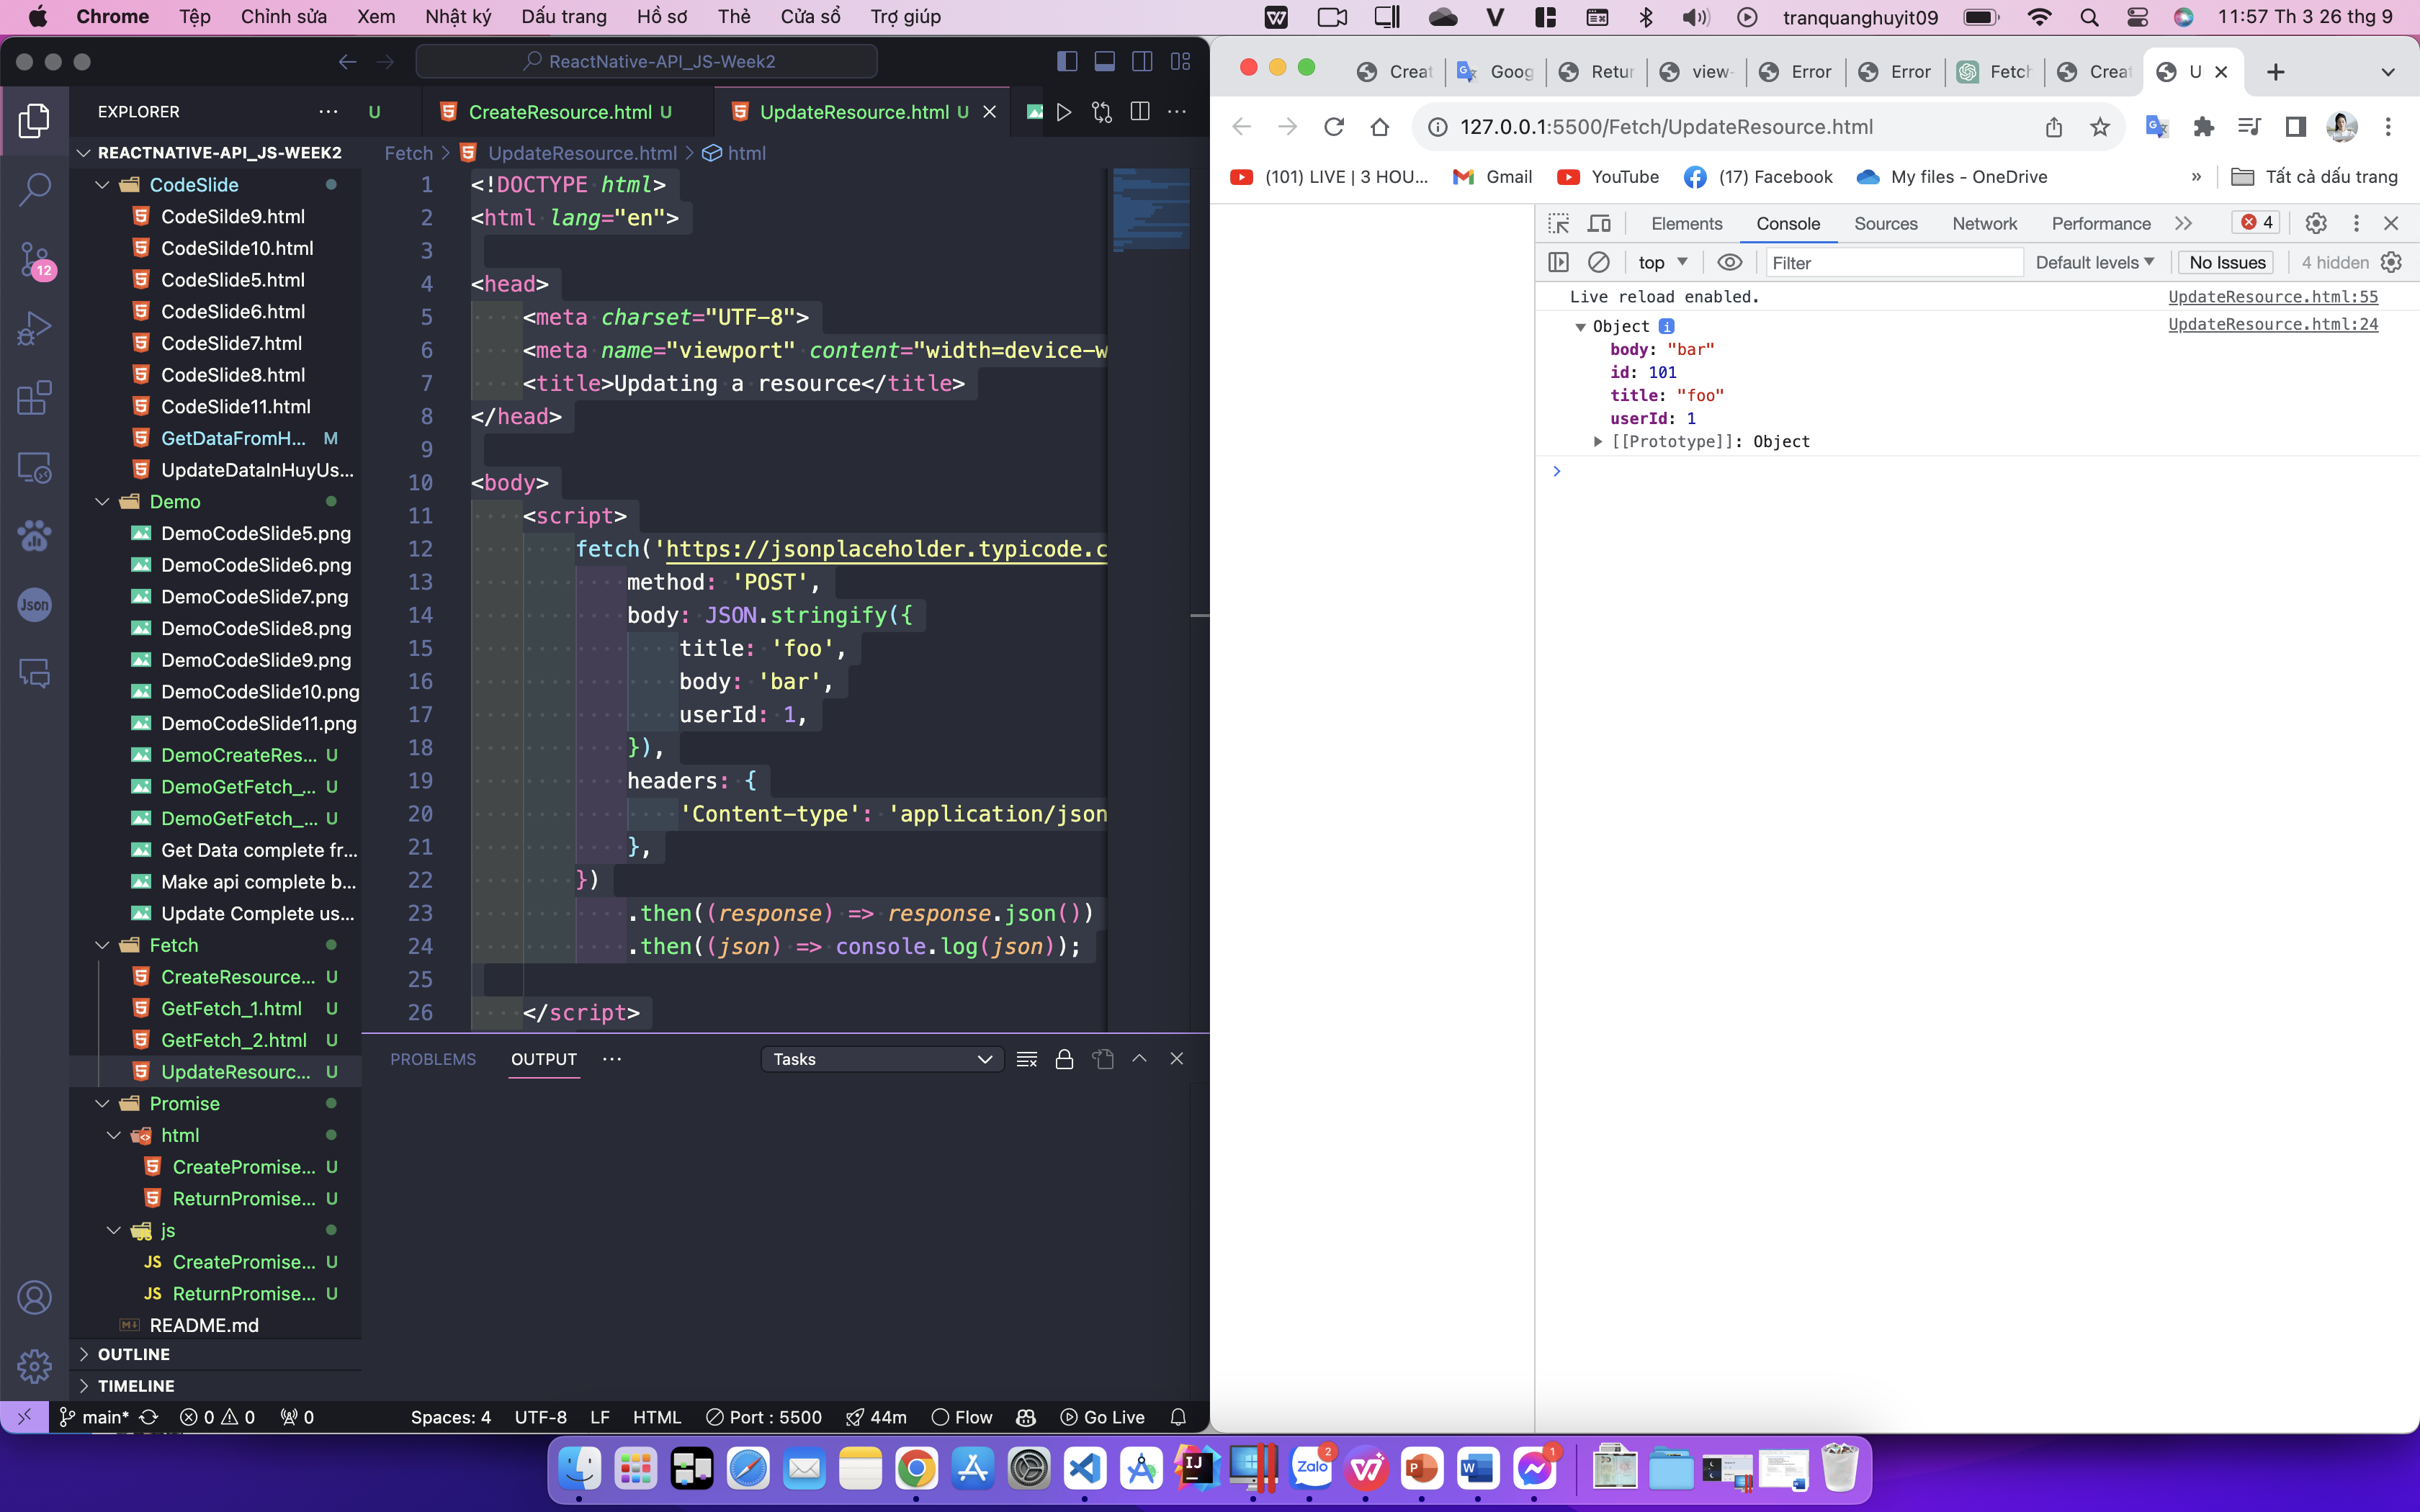 Chrome Tệp Chỉnh sửa Xem Nhật ký Dấu trang Hồ sơ Thẻ Cửa sổ Trợ giúp
tranquanghuyit09 11:57 Th 3 26 thg 9
ReactNative-API_JS-Week2
EXPLORER
U CreateResource.html U UpdateResource.html U
REACTNATIVE-API_JS-WEEK2
CodeSlide
CodeSilde9.html
CodeSilde10.html
CodeSlide5.html
CodeSlide6.html
CodeSlide7.html
CodeSlide8.html
CodeSlide11.html
GetDataFromH... M
UpdateDataInHuyUs...
Demo
DemoCodeSlide5.png
DemoCodeSlide6.png
DemoCodeSlide7.png
DemoCodeSlide8.png
DemoCodeSlide9.png
DemoCodeSlide10.png
DemoCodeSlide11.png
DemoCreateRes... U
DemoGetFetch_... U
DemoGetFetch_... U
Get Data complete fr...
Make api complete b...
Update Complete us...
Fetch
CreateResource... U
GetFetch_1.html U
GetFetch_2.html U
UpdateResourc... U
Promise
html
CreatePromise... U
ReturnPromise... U
js
JS CreatePromise... U
JS ReturnPromise... U
README.md
OUTLINE
TIMELINE
12
Json
Fetch > UpdateResource.html > html
1 <!DOCTYPE html>
2 <html lang="en">
3
4 <head>
5 <meta charset="UTF-8">
6 <meta name="viewport" content="width=device-w
7 <title>Updating a resource</title>
8 </head>
9
10 <body>
11 <script>
12 fetch('https://jsonplaceholder.typicode.c
13 method: 'POST',
14 body: JSON.stringify({
15 title: 'foo',
16 body: 'bar',
17 userId: 1,
18 }),
19 headers: {
20 'Content-type': 'application/json
21 },
22 })
23 .then((response) => response.json())
24 .then((json) => console.log(json));
25
26 </script>
PROBLEMS OUTPUT Tasks
main* 0 0 0 Spaces: 4 UTF-8 LF HTML Port : 5500 44m Flow Go Live
Creat Goog Retur view- Error Error Fetch Creat U
127.0.0.1:5500/Fetch/UpdateResource.html
(101) LIVE | 3 HOU... Gmail YouTube (17) Facebook My files - OneDrive » Tất cả dấu trang
Elements Console Sources Network Performance 4
top Filter Default levels No Issues 4 hidden
Live reload enabled. UpdateResource.html:55
Object UpdateResource.html:24
body: "bar"
id: 101
title: "foo"
userId: 1
[[Prototype]]: Object
IJ Zalo 2 P W 1